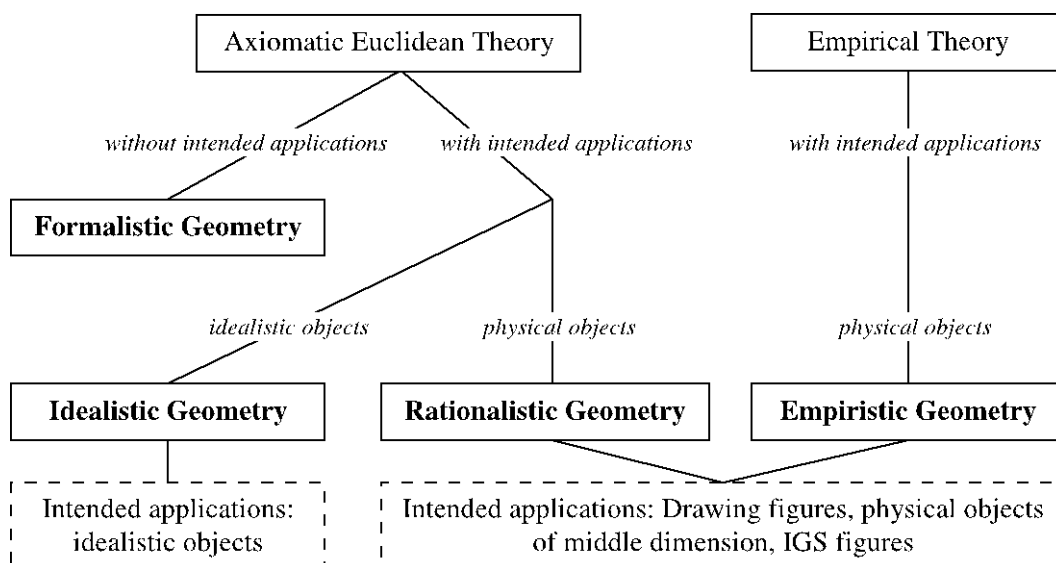 Axiomatic Euclidean Theory
Empirical Theory
without intended applications
with intended applications
with intended applications
Formalistic Geometry
idealistic objects
physical objects
physical objects
Idealistic Geometry
Rationalistic Geometry
Empiristic Geometry
Intended applications:
idealistic objects
Intended applications: Drawing figures, physical objects
of middle dimension, IGS figures